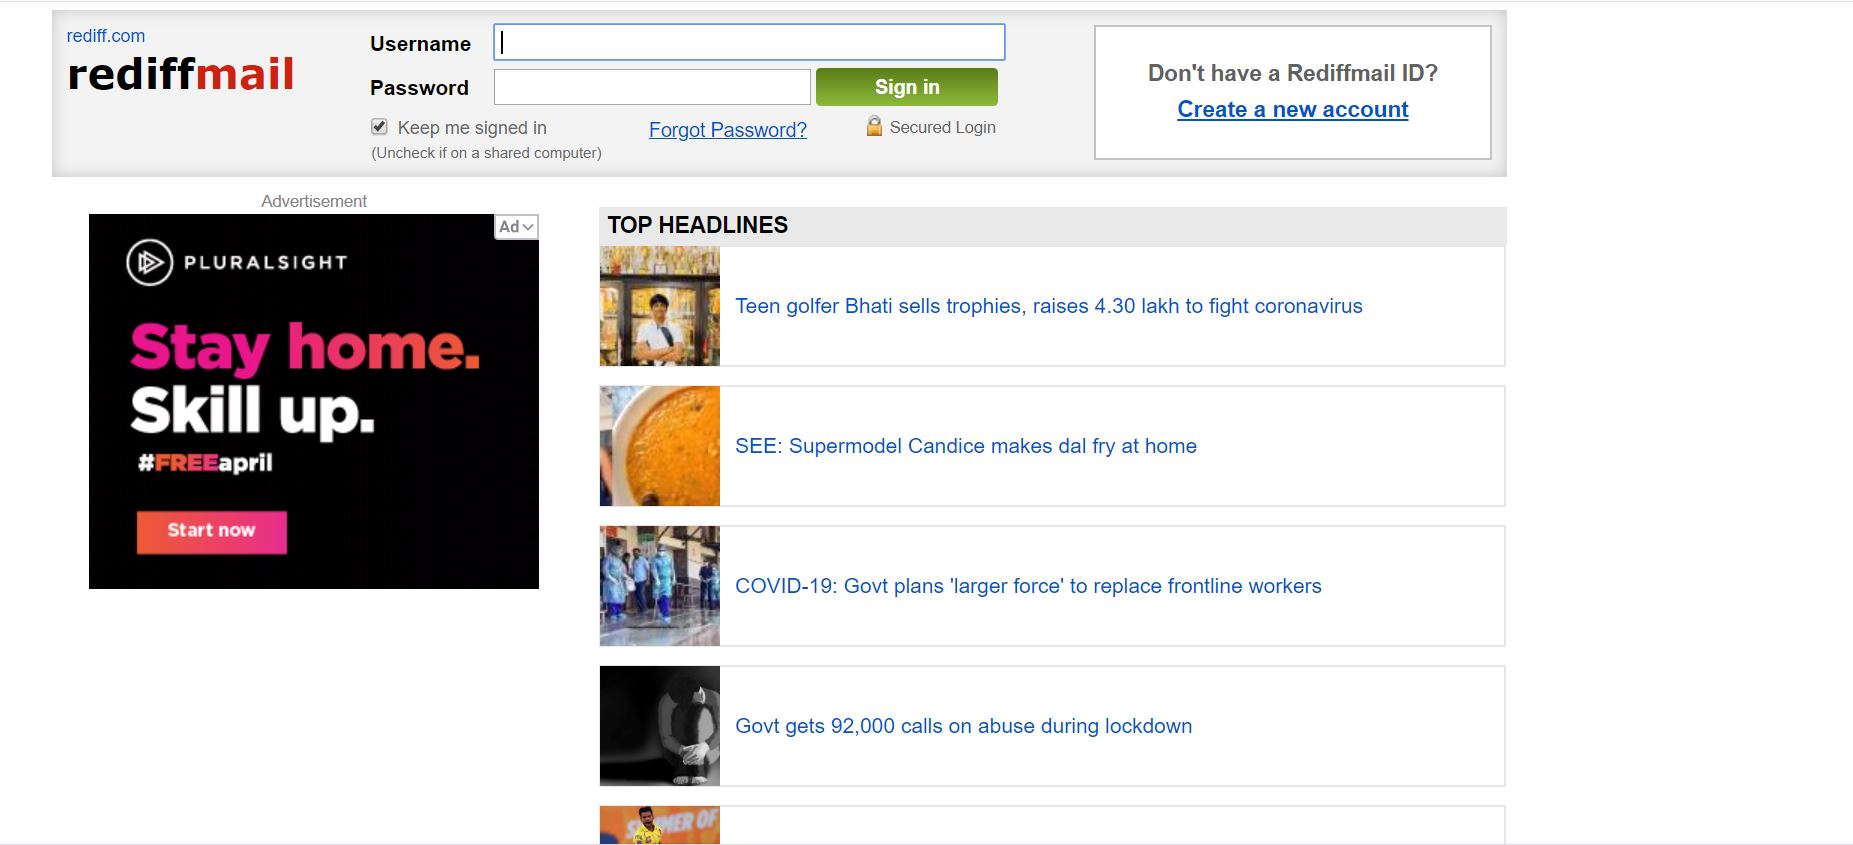 rediff.com
rediffmail
Username
Password
Sign in
Keep me signed in
(Uncheck if on a shared computer)
Forgot Password?
Secured Login
Don't have a Rediffmail ID?
Create a new account
Advertisement
Ad
PLURALSIGHT
Stay home.
Skill up.
#FREEapril
Start now
TOP HEADLINES
Teen golfer Bhati sells trophies, raises 4.30 lakh to fight coronavirus
SEE: Supermodel Candice makes dal fry at home
COVID-19: Govt plans 'larger force' to replace frontline workers
Govt gets 92,000 calls on abuse during lockdown
OF